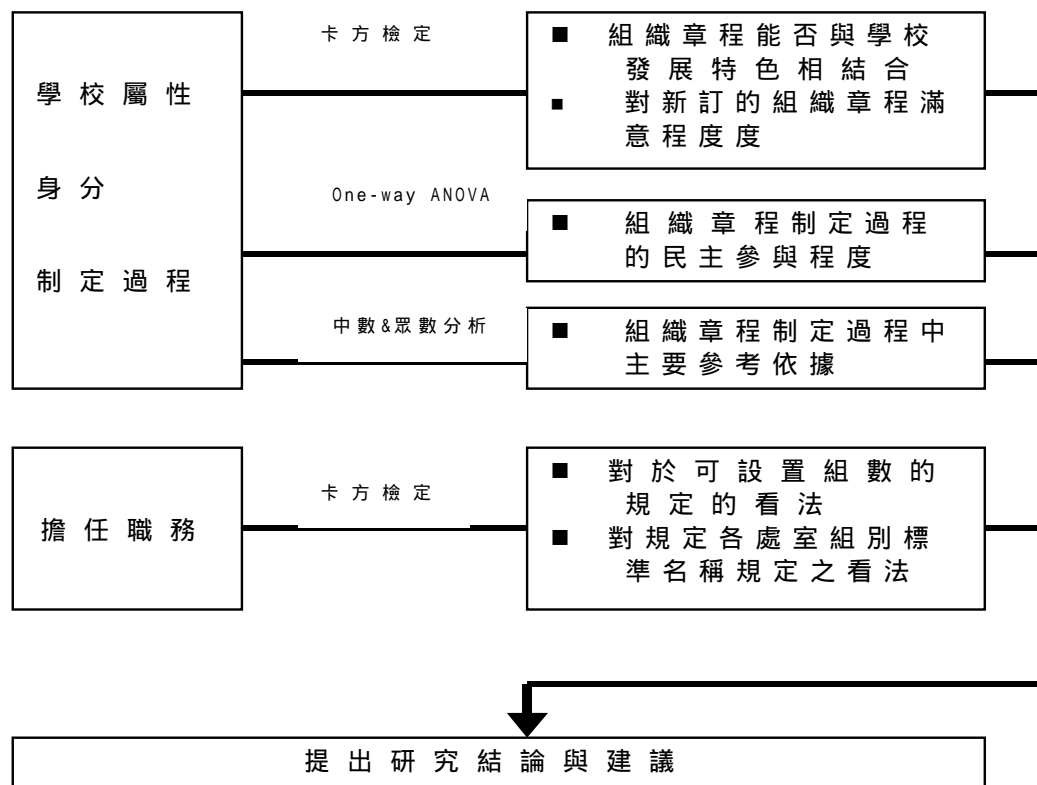 學校屬性
身分
制定過程
卡方檢定
■ 組織章程能否與學校
發展特色相結合
■ 對新訂的組織章程滿
意程度度
One-way ANOVA
■ 組織章程制定過程
的民主參與程度
中數&眾數分析
■ 組織章程制定過程中
主要參考依據
擔任職務
卡方檢定
■ 對於可設置組數的
規定的看法
■ 對規定各處室組別標
準名稱規定之看法
提出研究結論與建議